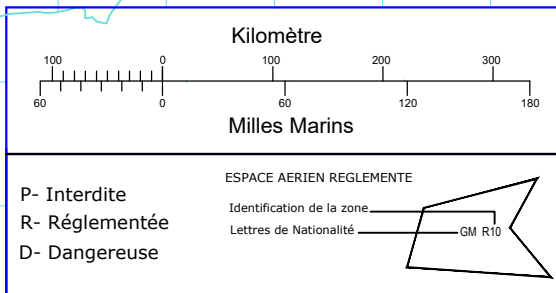 Kilomètre
100 0 100 200 300
60 0 60 120 180
Milles Marins
P- Interdite
R- Réglementée
D- Dangereuse
ESPACE AERIEN REGLEMENTE
Identification de la zone
Lettres de Nationalité
GM R10